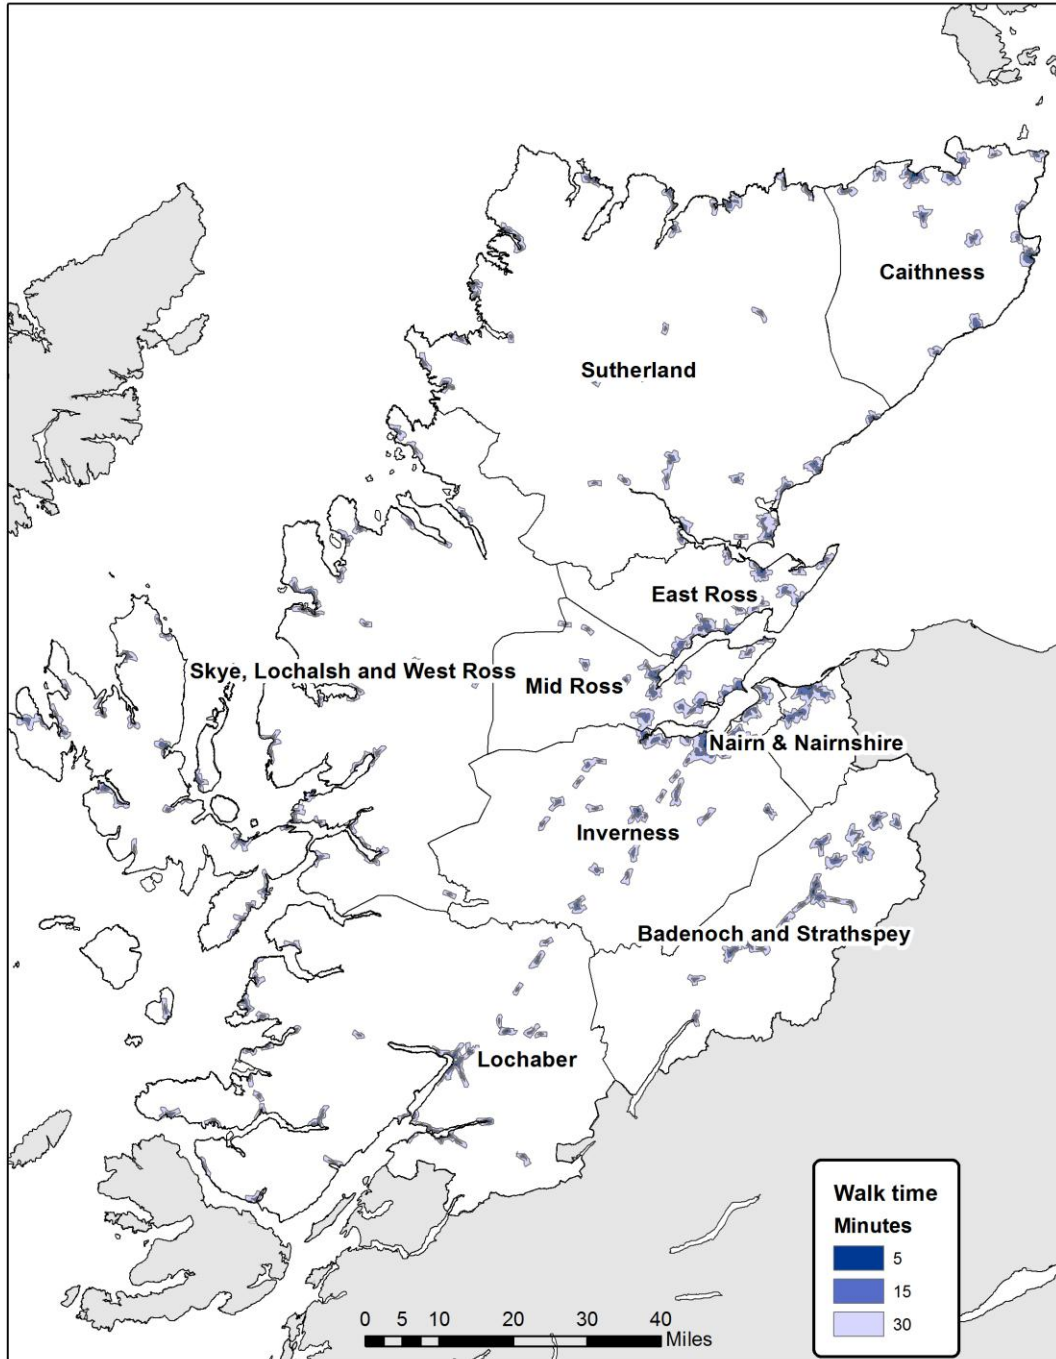 Caithness
Sutherland
East Ross
Skye, Lochalsh and West Ross
Mid Ross
Nairn & Nairnshire
Inverness
Badenoch and Strathspey
Lochaber
Walk time
Minutes
5
15
30
0 5 10 20 30 40
Miles